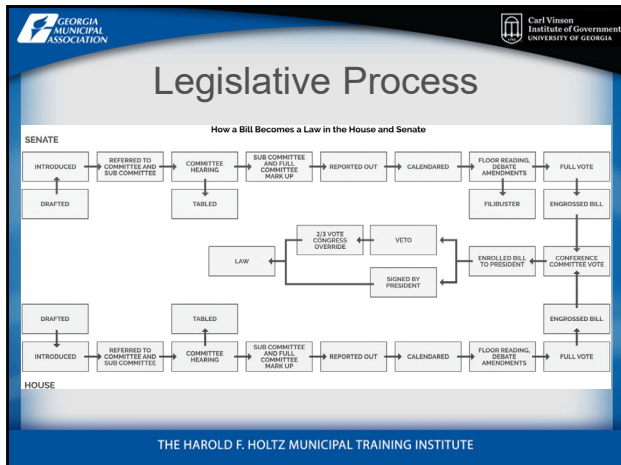 GEORGIA
MUNICIPAL
ASSOCIATION
Carl Vinson
Institute of Government
UNIVERSITY OF GEORGIA
Legislative Process
How a Bill Becomes a Law in the House and Senate
SENATE
INTRODUCED
REFERRED TO
COMMITTEE AND
SUB COMMITTEE
COMMITTEE
HEARING
SUB COMMITTEE
AND FULL
COMMITTEE
MARK UP
REPORTED OUT
CALENDARED
FLOOR READING,
DEBATE
AMENDMENTS
FULL VOTE
DRAFTED
TABLED
FILIBUSTER
ENGROSSED BILL
LAW
2/3 VOTE
CONGRESS
OVERRIDE
VETO
SIGNED BY
PRESIDENT
ENROLLED BILL
TO PRESIDENT
CONFERENCE
COMMITTEE VOTE
DRAFTED
TABLED
ENGROSSED BILL
INTRODUCED
REFERRED TO
COMMITTEE AND
SUB COMMITTEE
COMMITTEE
HEARING
SUB COMMITTEE
AND FULL
COMMITTEE
MARK UP
REPORTED OUT
CALENDARED
FLOOR READING,
DEBATE
AMENDMENTS
FULL VOTE
HOUSE
THE HAROLD F. HOLTZ MUNICIPAL TRAINING INSTITUTE